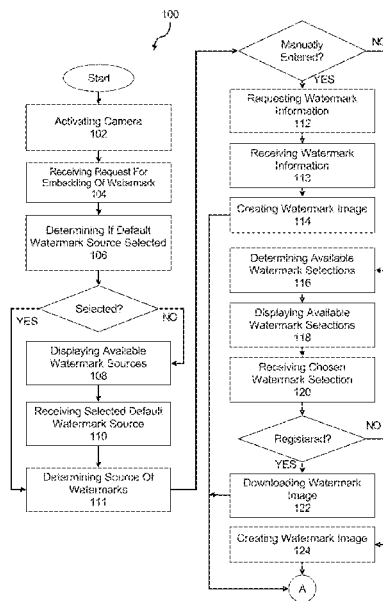 100
Start
Activating Camera
102
Receiving Request For
Embedding Of Watermark
104
Determining If Default
Watermark Source Selected
106
Selected?
YES
NO
Displaying Available
Watermark Sources
108
Receiving Selected Default
Watermark Source
110
Determining Source Of
Watermarks
111
Manually
Entered?
NO
YES
Requesting Watermark
Information
112
Receiving Watermark
Information
113
Creating Watermark Image
114
Determining Available
Watermark Selections
116
Displaying Available
Watermark Selections
118
Receiving Chosen
Watermark Selection
120
Registered?
NO
YES
Downloading Watermark
Image
122
Creating Watermark Image
124
A